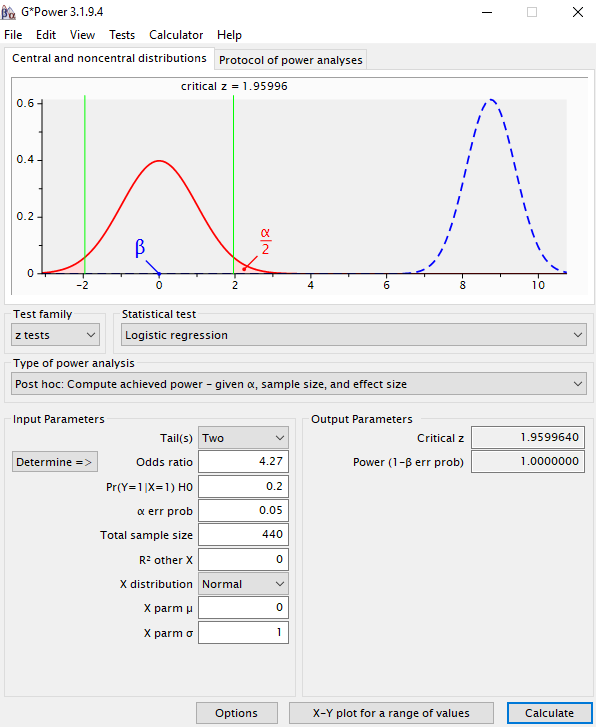 G*Power 3.1.9.4
File Edit View Tests Calculator Help
Central and noncentral distributions Protocol of power analyses
critical z = 1.95996
0.6
0.4
0.2
0
β
α
2
-2 0 2 4 6 8 10
Test family Statistical test
z tests Logistic regression
Type of power analysis
Post hoc: Compute achieved power – given α, sample size, and effect size
Input Parameters
Tail(s) Two
Determine => Odds ratio 4.27
Pr(Y=1|X=1) H0 0.2
α err prob 0.05
Total sample size 440
R² other X 0
X distribution Normal
X parm μ 0
X parm σ 1
Output Parameters
Critical z 1.9599640
Power (1-β err prob) 1.0000000
Options X-Y plot for a range of values Calculate